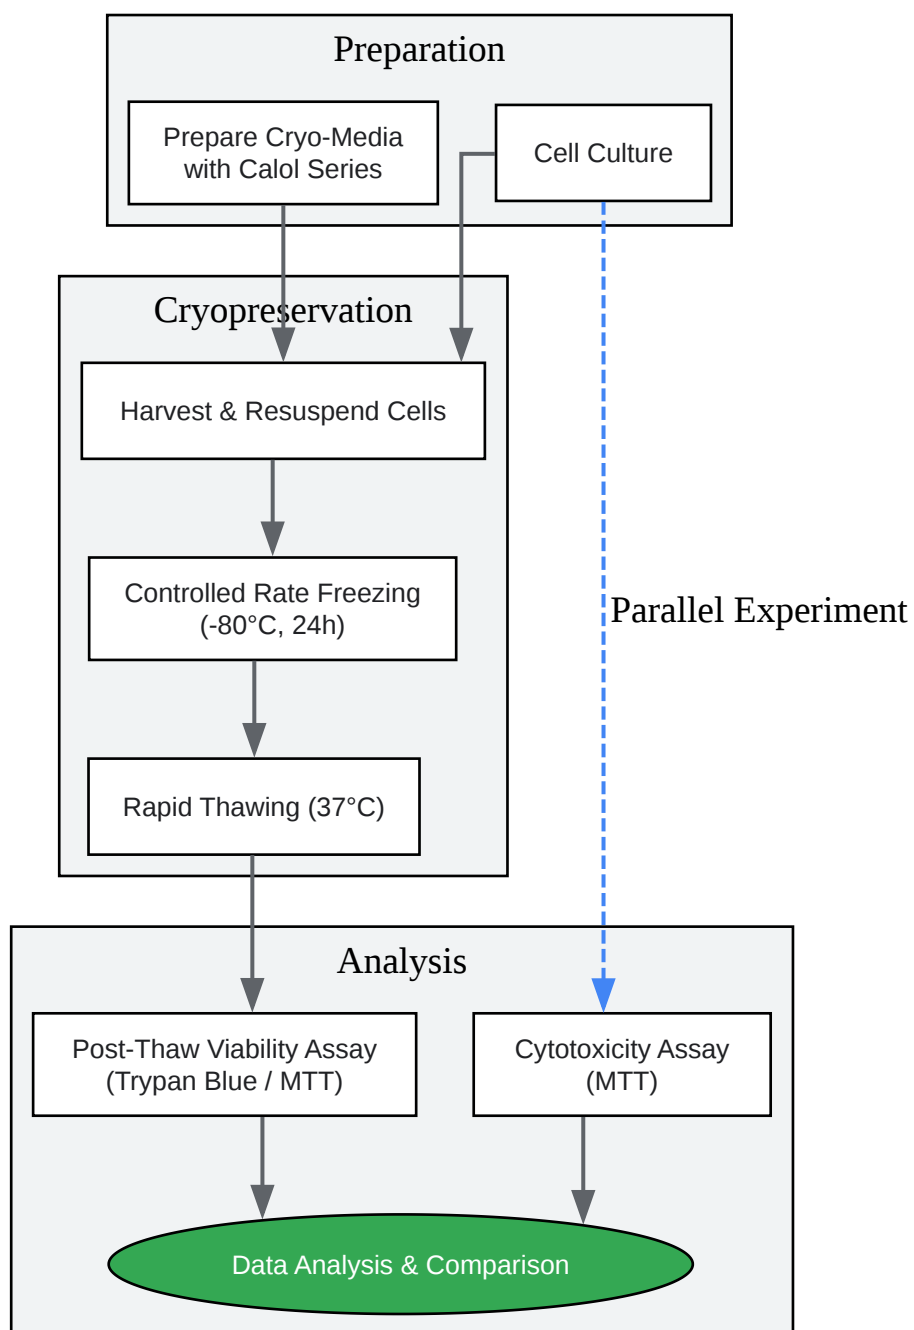 Preparation
Prepare Cryo-Media
with Calol Series
Cell Culture
Cryopreservation
Harvest & Resuspend Cells
Controlled Rate Freezing
(-80°C, 24h)
Parallel Experiment
Rapid Thawing (37°C)
Analysis
Post-Thaw Viability Assay
(Trypan Blue / MTT)
Cytotoxicity Assay
(MTT)
Data Analysis & Comparison